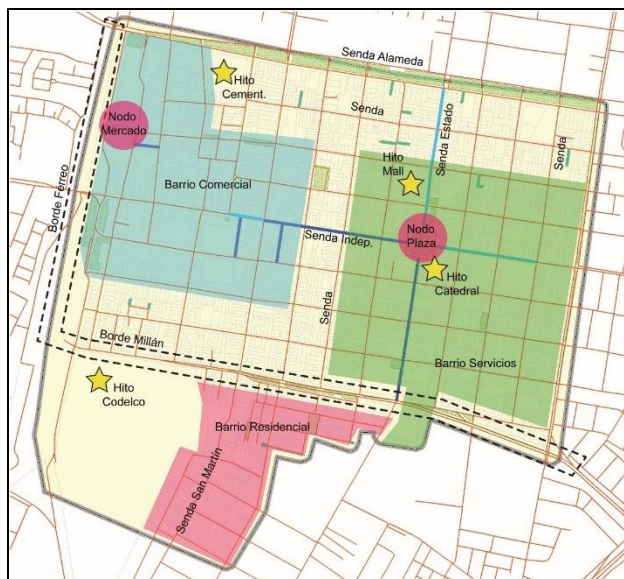 Senda Alameda
Hito
Cement.
Senda
Senda Estado
Senda
Nodo
Mercado
Hito
Mall
Borde Férreo
Barrio Comercial
Nodo
Plaza
Senda Indep.
Hito
Catedral
Senda
Borde Millán
Barrio Servicios
Hito
Codelco
Barrio Residencial
Senda San Martín